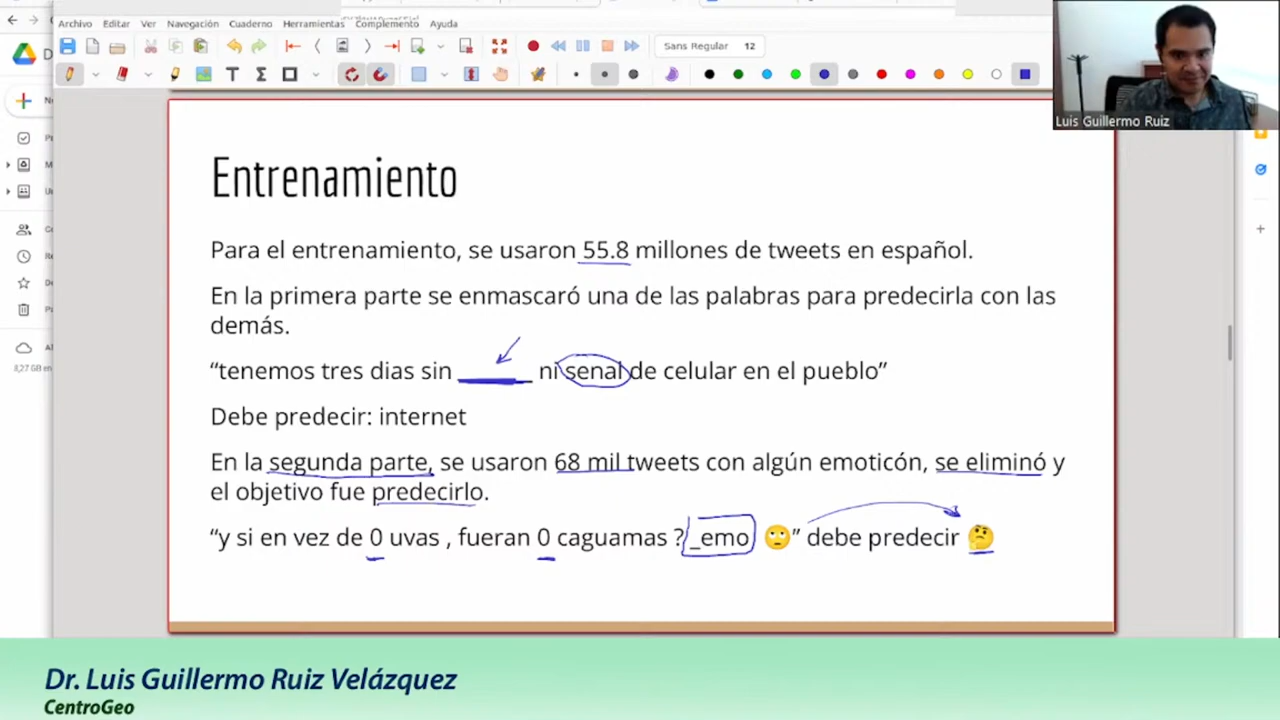 Archivo Editar Ver Navegación Cuaderno Herramientas Complemento Ayuda
Sans Regular 12
Luis Guillermo Ruiz
Entrenamiento
Para el entrenamiento, se usaron 55.8 millones de tweets en español.
En la primera parte se enmascaró una de las palabras para predecirla con las
demás.
“tenemos tres dias sin ______ ni senal de celular en el pueblo”
Debe predecir: internet
En la segunda parte, se usaron 68 mil tweets con algún emoticón, se eliminó y
el objetivo fue predecirlo.
“y si en vez de 0 uvas , fueran 0 caguamas ? _emo 🙄” debe predecir 🤔
8,27 GB
Dr. Luis Guillermo Ruiz Velázquez
CentroGeo